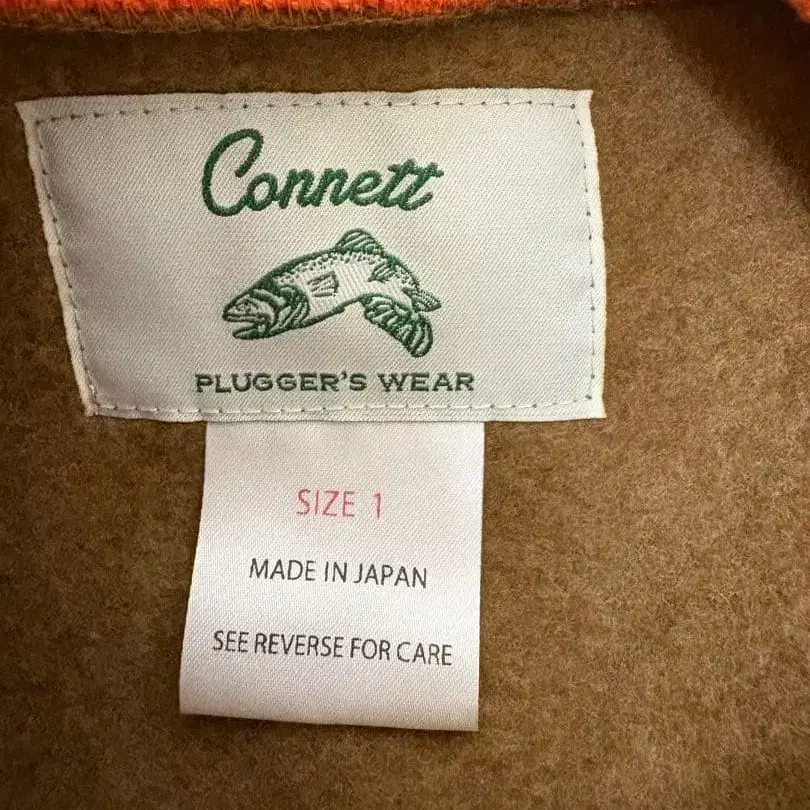 Connett
PLUGGER'S WEAR
SIZE 1
MADE IN JAPAN
SEE REVERSE FOR CARE